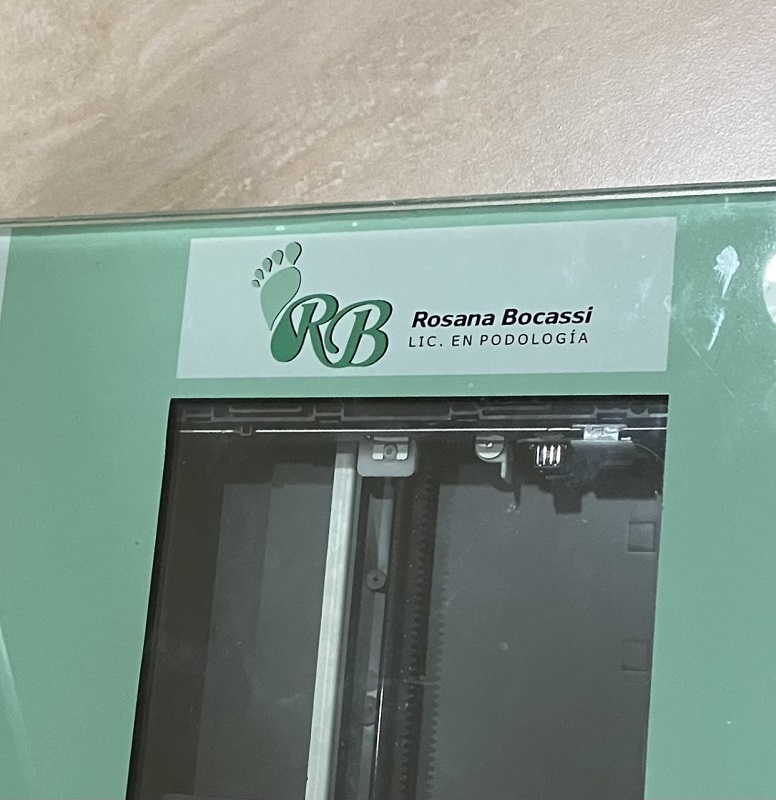 RB
Rosana Bocassi
LIC. EN PODOLOGÍA